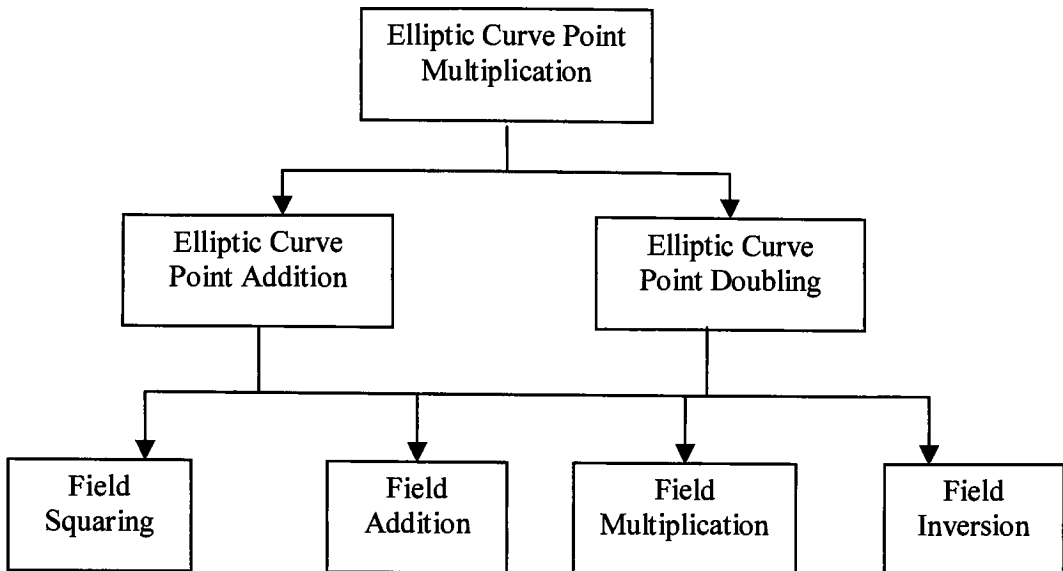 Elliptic Curve Point
Multiplication
Elliptic Curve
Point Addition
Elliptic Curve
Point Doubling
Field
Squaring
Field
Addition
Field
Multiplication
Field
Inversion